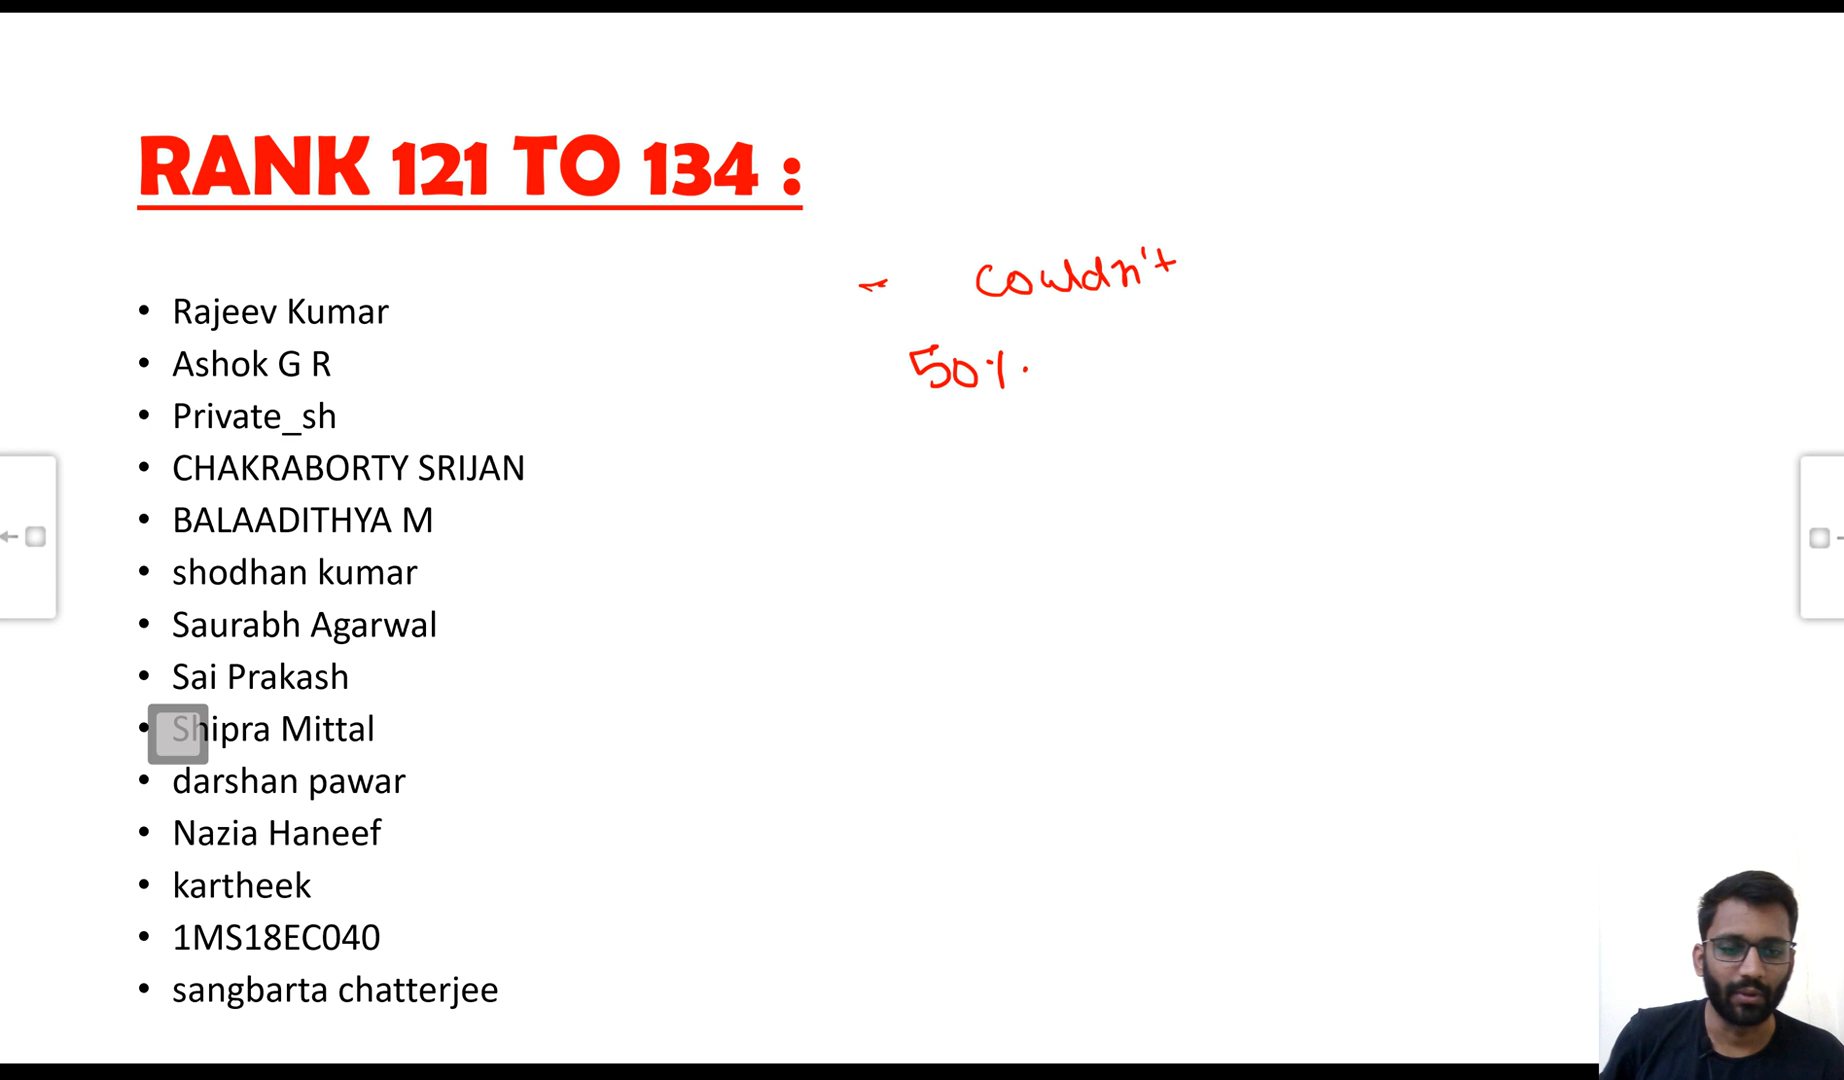 RANK 121 TO 134 :
- couldn't
50%.
• Rajeev Kumar
• Ashok G R
• Private_sh
• CHAKRABORTY SRIJAN
• BALAADITHYA M
• shodhan kumar
• Saurabh Agarwal
• Sai Prakash
• Shipra Mittal
• darshan pawar
• Nazia Haneef
• kartheek
• 1MS18EC040
• sangbarta chatterjee